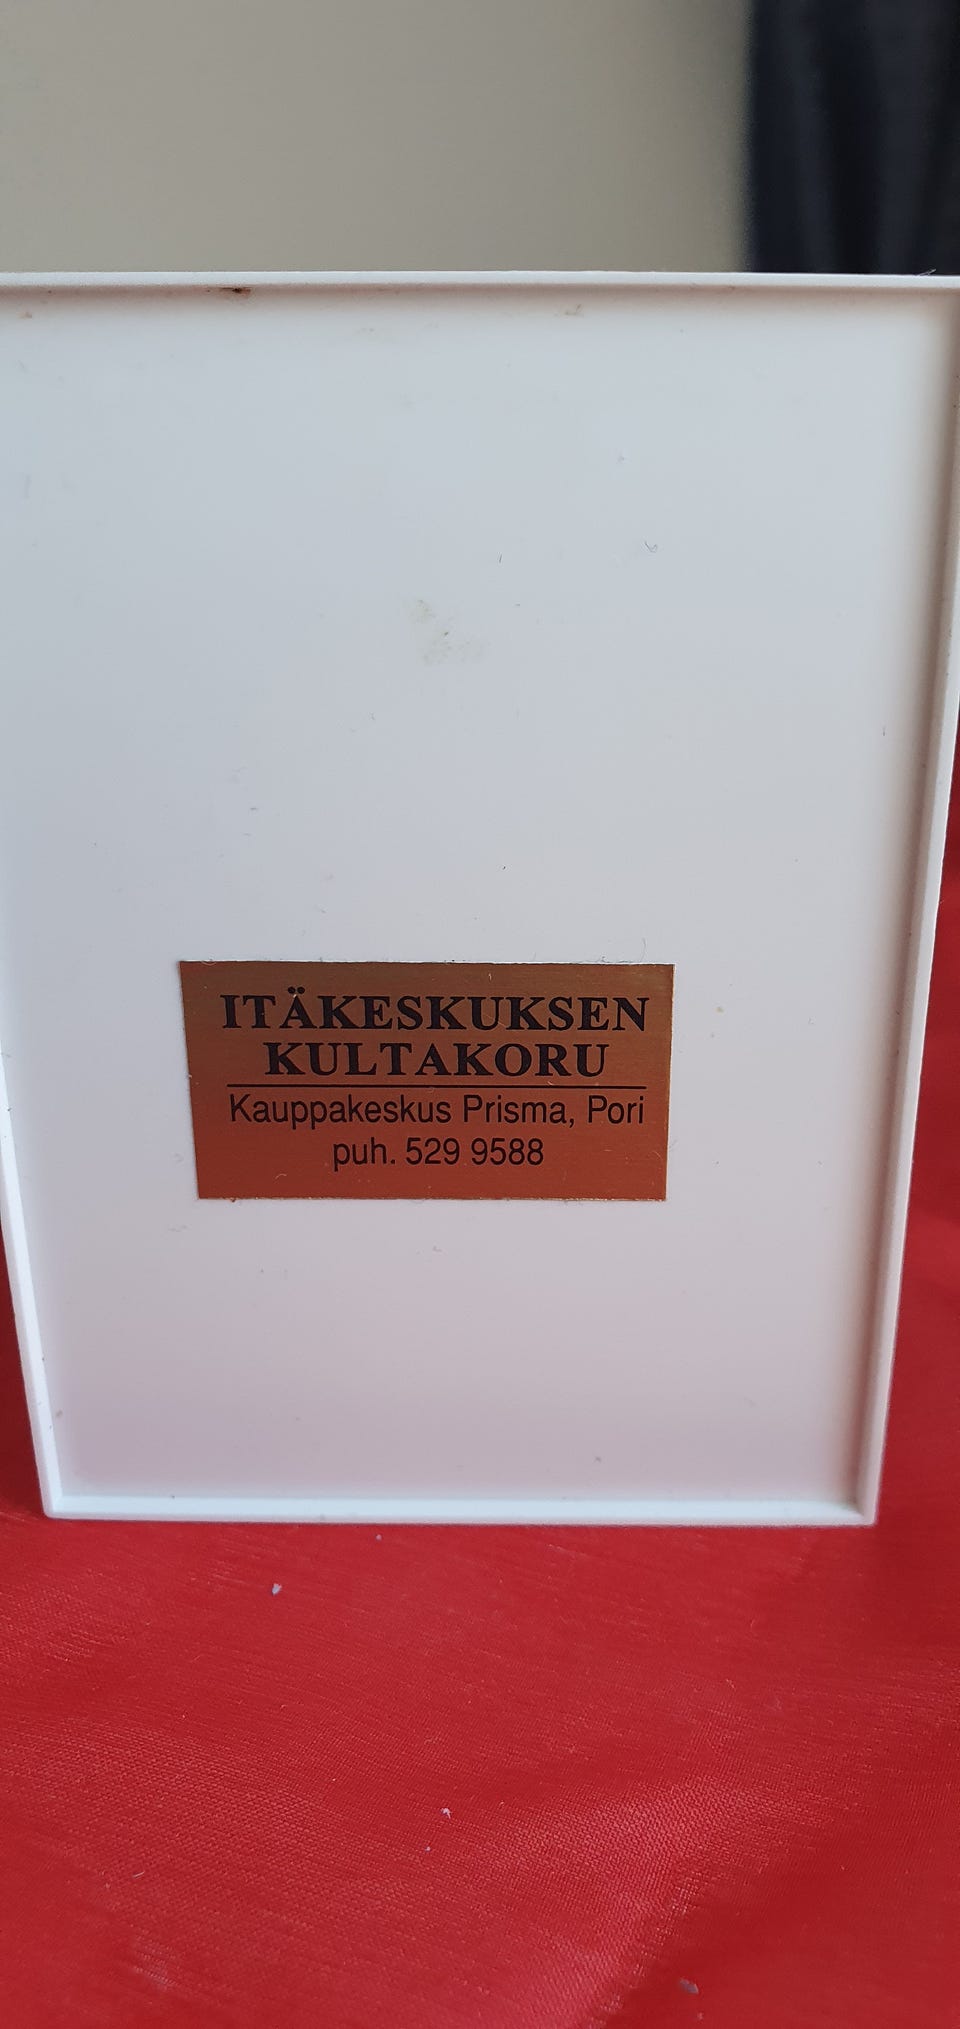 ITÄKESKUKSEN
KULTAKORU
Kauppakeskus Prisma, Pori
puh. 529 9588